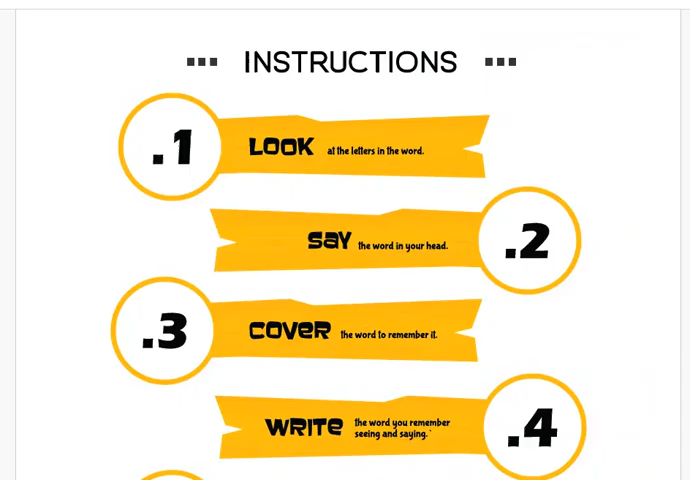 INSTRUCTIONS
.1
LOOK at the letters in the word.
SAY the word in your head.
.2
.3
COVER the word to remember it.
WRITE the word you remember
seeing and saying.
.4